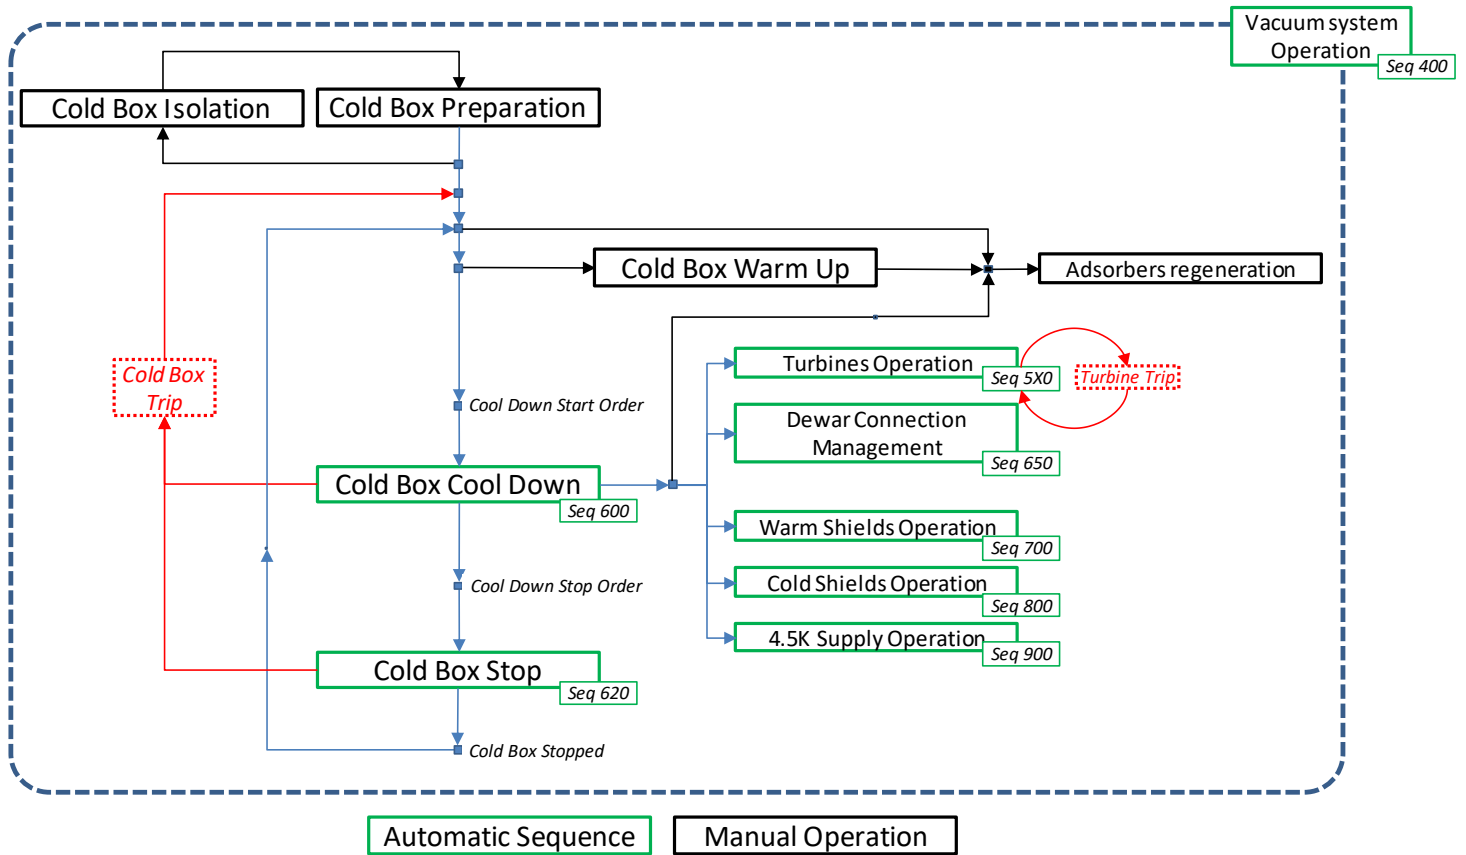 Vacuum system
Operation
Seq 400
Cold Box Isolation
Cold Box Preparation
Cold Box Warm Up
Adsorbers regeneration
Cold Box
Trip
Turbines Operation
Seq 5X0
Turbine Trip
Cool Down Start Order
Dewar Connection
Management
Seq 650
Cold Box Cool Down
Seq 600
Warm Shields Operation
Seq 700
Cool Down Stop Order
Cold Shields Operation
Seq 800
4.5K Supply Operation
Seq 900
Cold Box Stop
Seq 620
Cold Box Stopped
Automatic Sequence
Manual Operation